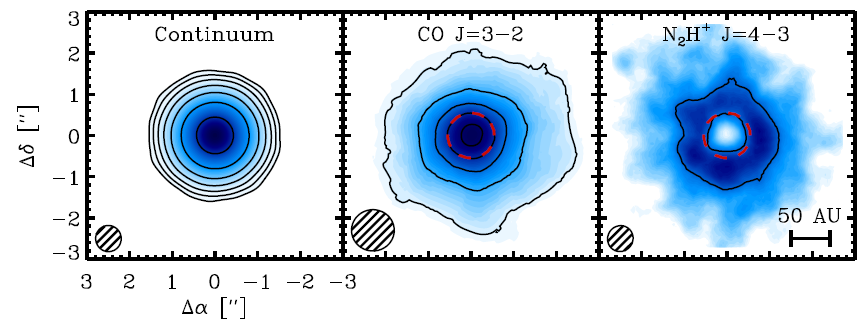 Continuum
CO J=3−2
N₂H⁺ J=4−3
3
2
1
0
−1
−2
−3
Δδ ["]
50 AU
3 2 1 0 −1 −2 −3
Δα ["]